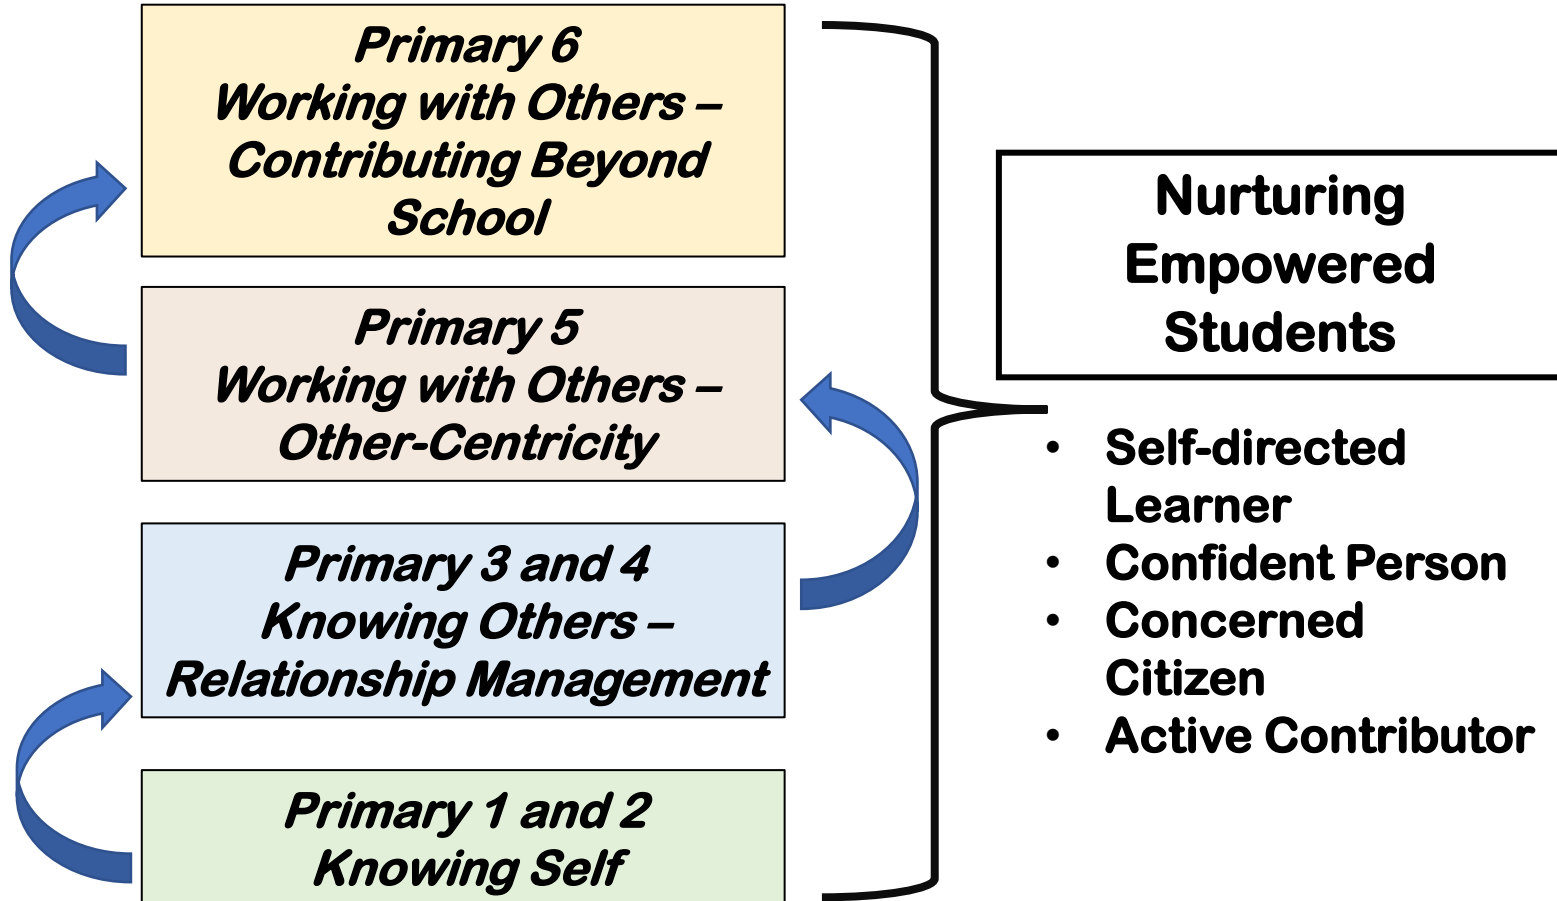 Primary 6
Working with Others –
Contributing Beyond
School
Primary 5
Working with Others –
Other-Centricity
Primary 3 and 4
Knowing Others –
Relationship Management
Primary 1 and 2
Knowing Self
Nurturing
Empowered
Students
• Self-directed
Learner
• Confident Person
• Concerned
Citizen
• Active Contributor